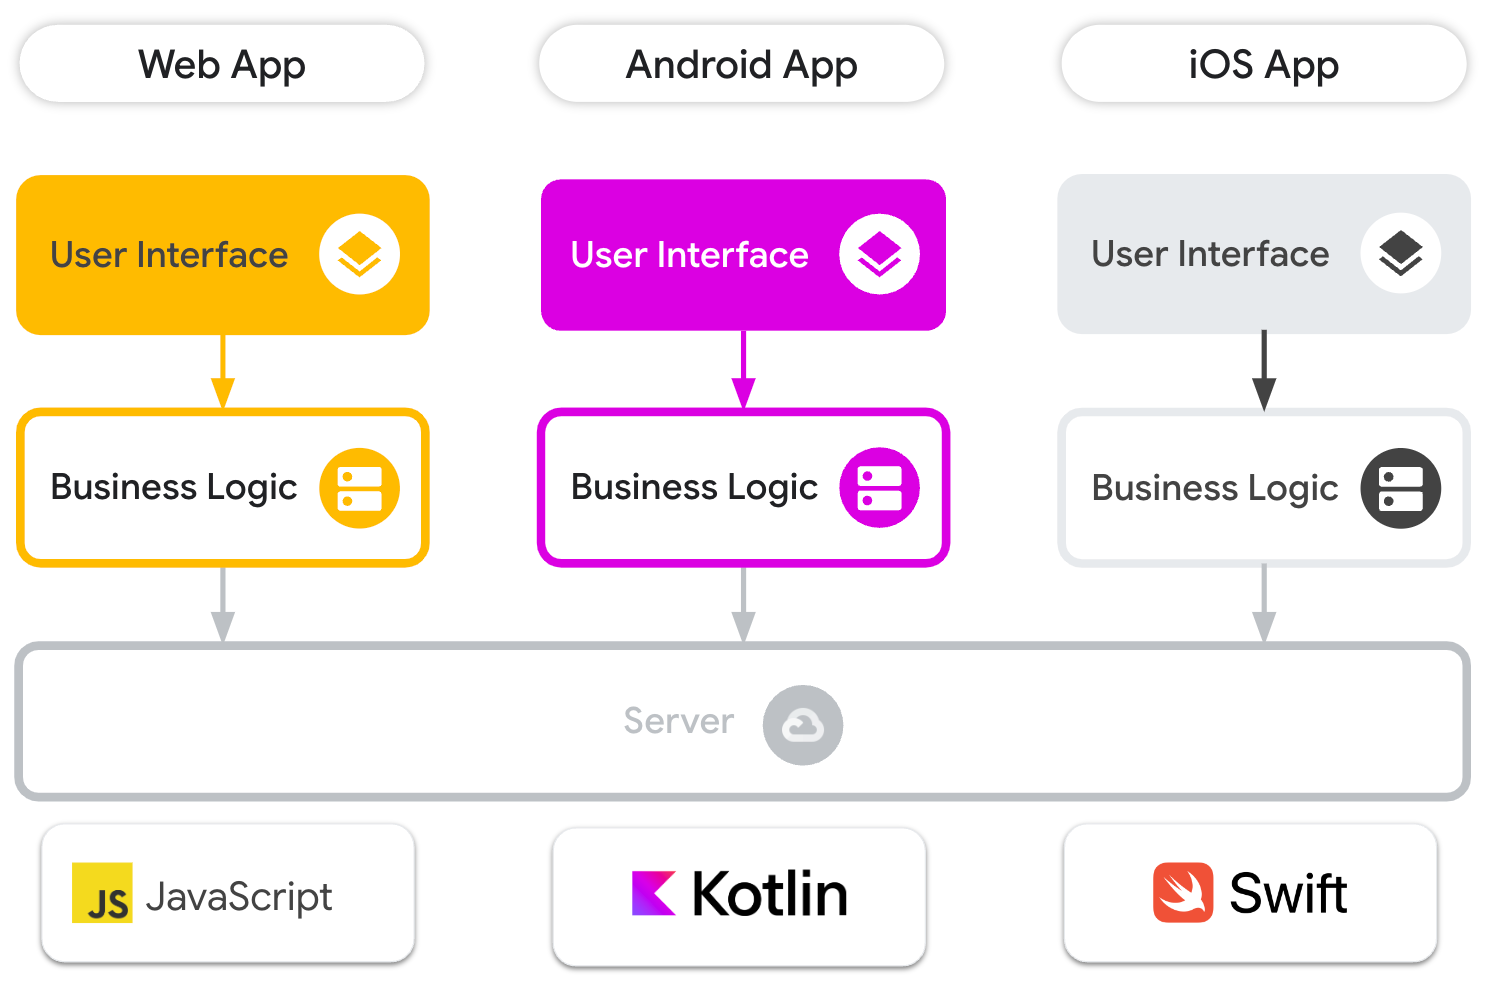 Web App
Android App
iOS App
User Interface
User Interface
User Interface
Business Logic
Business Logic
Business Logic
Server
JS JavaScript
Kotlin
Swift